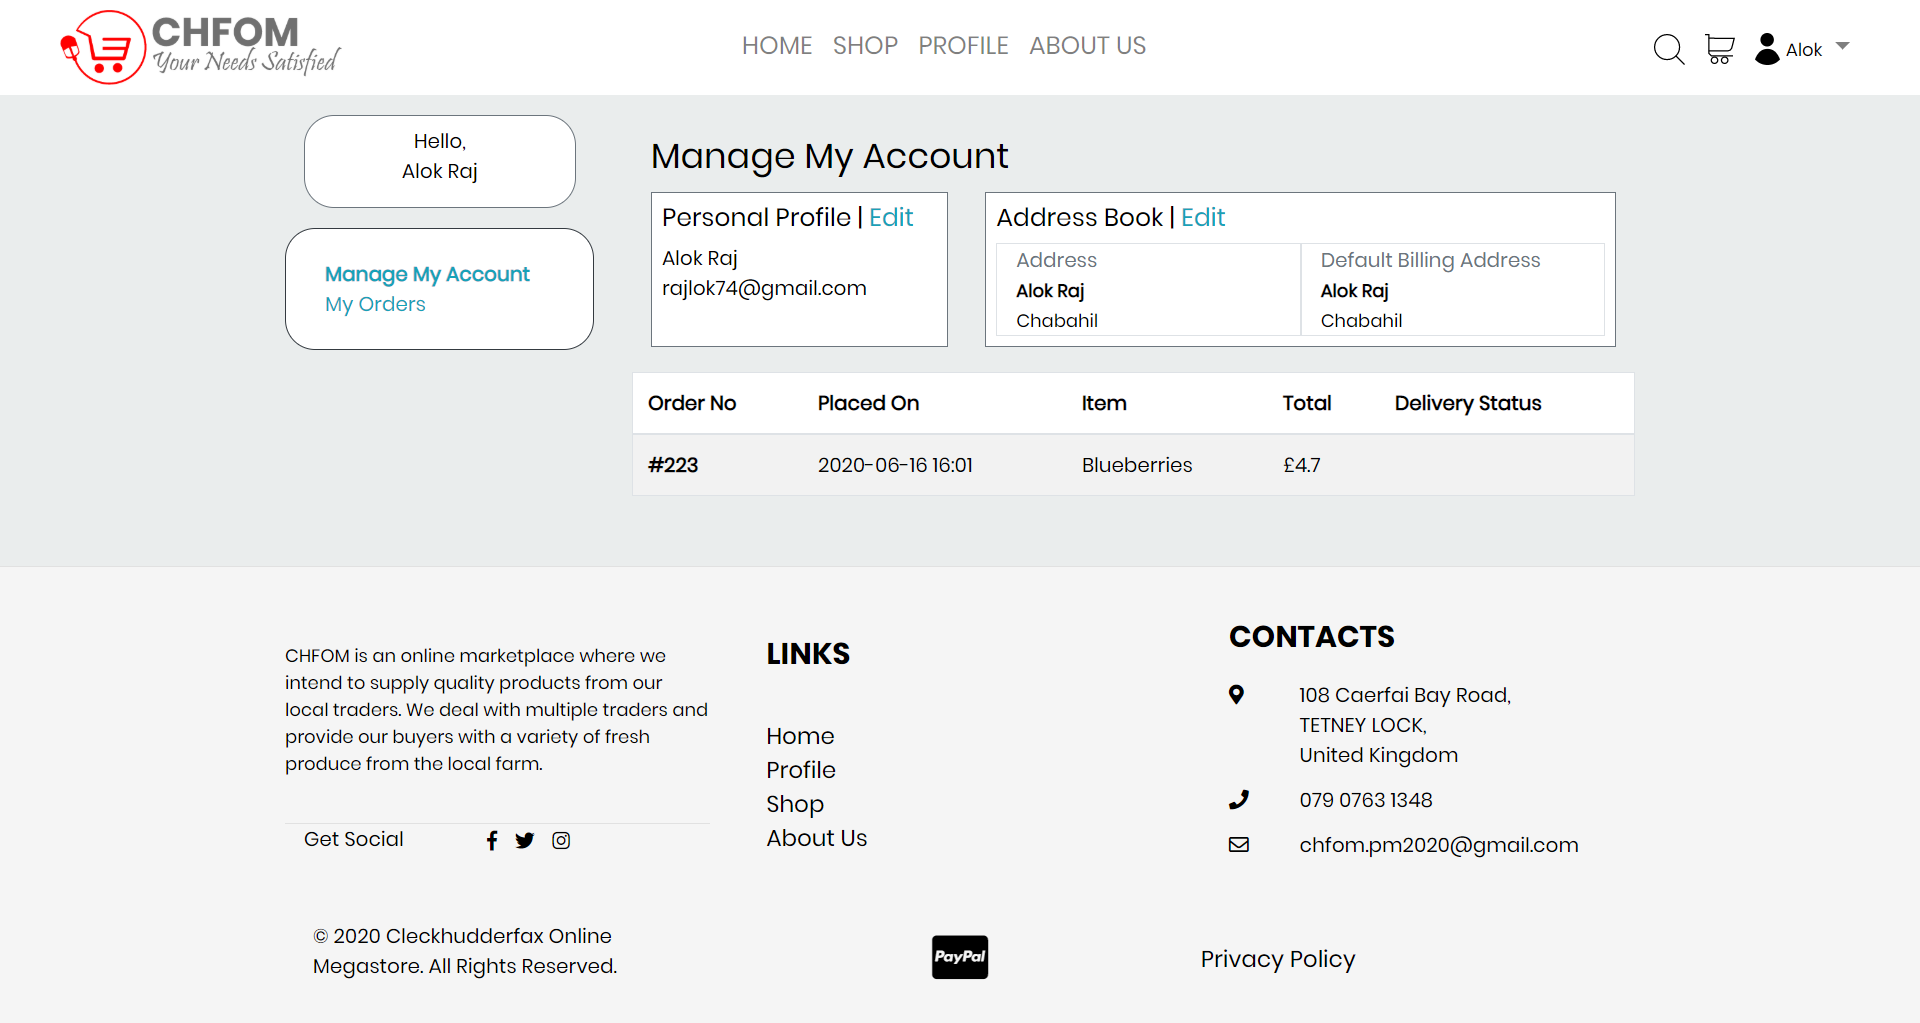 CHFOM
Your Needs Satisfied
HOME SHOP PROFILE ABOUT US
Alok
Hello,
Alok Raj
Manage My Account
My Orders
Manage My Account
Personal Profile | Edit
Alok Raj
rajlok74@gmail.com
Address Book | Edit
Address
Alok Raj
Chabahil
Default Billing Address
Alok Raj
Chabahil
Order No Placed On Item Total Delivery Status
#223 2020-06-16 16:01 Blueberries £4.7
CHFOM is an online marketplace where we
intend to supply quality products from our
local traders. We deal with multiple traders and
provide our buyers with a variety of fresh
produce from the local farm.
Get Social
LINKS
Home
Profile
Shop
About Us
CONTACTS
108 Caerfai Bay Road,
TETNEY LOCK,
United Kingdom
079 0763 1348
chfom.pm2020@gmail.com
© 2020 Cleckhudderfax Online
Megastore. All Rights Reserved.
PayPal
Privacy Policy